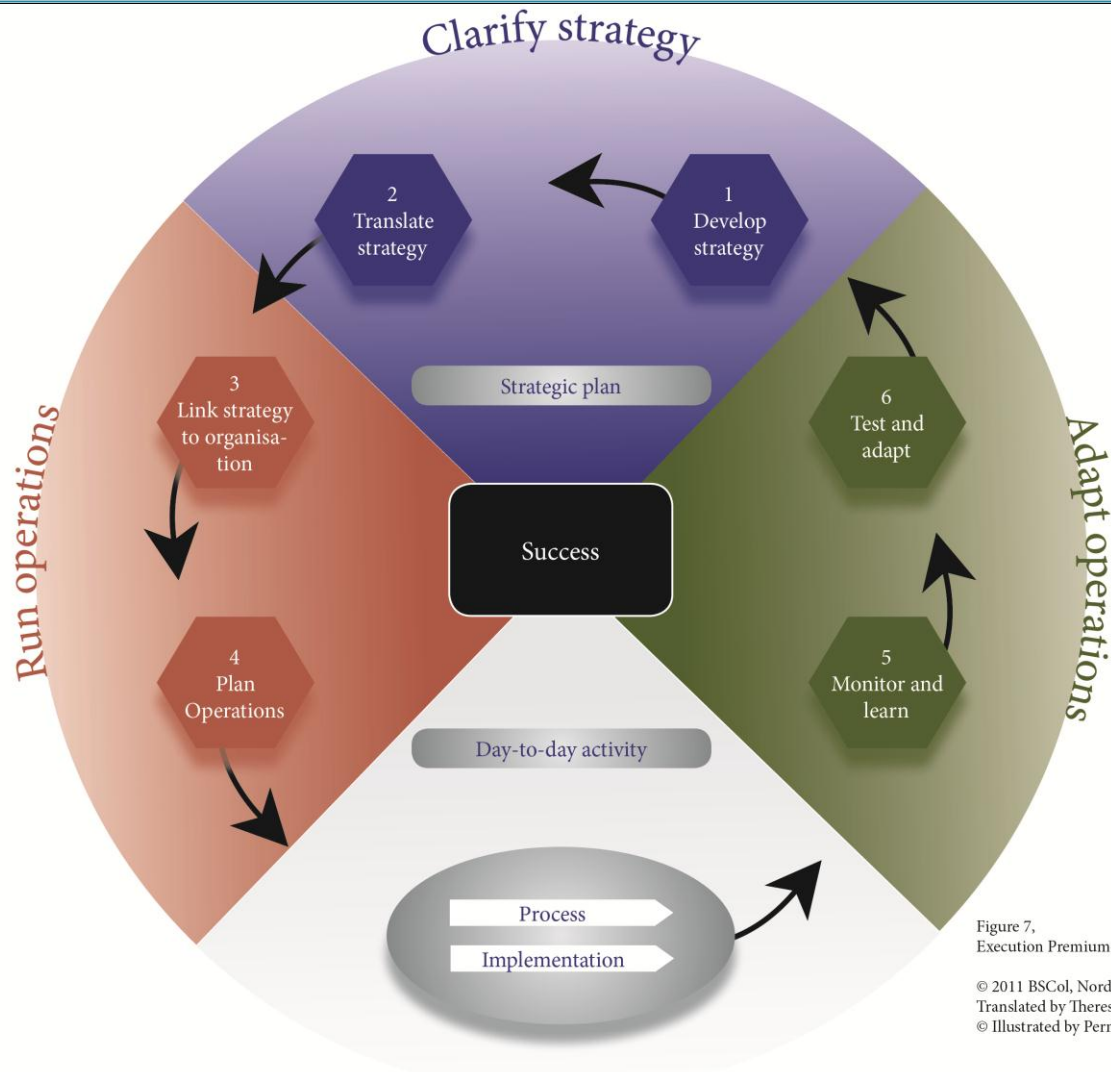 Clarify strategy
1
Develop
strategy
2
Translate
strategy
Strategic plan
Run operations
3
Link strategy
to organisa-
tion
4
Plan
Operations
Success
Adapt operations
6
Test and
adapt
5
Monitor and
learn
Day-to-day activity
Process
Implementation
Figure 7,
Execution Premium
© 2011 BSCol, Nord
Translated by Theres
© Illustrated by Perr